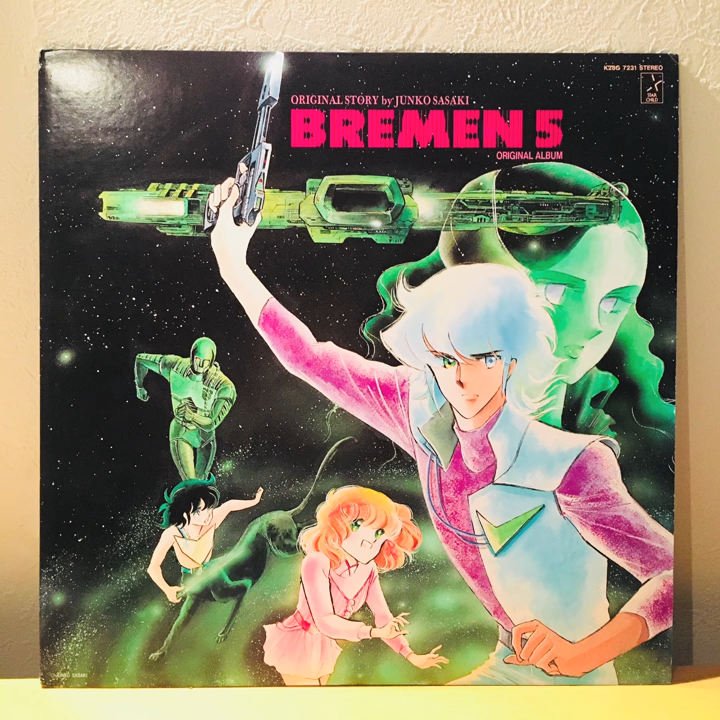 K28G 7231 STEREO
STAR
CHILD
ORIGINAL STORY by JUNKO SASAKI
BREMEN 5
ORIGINAL ALBUM
JUNKO SASAKI